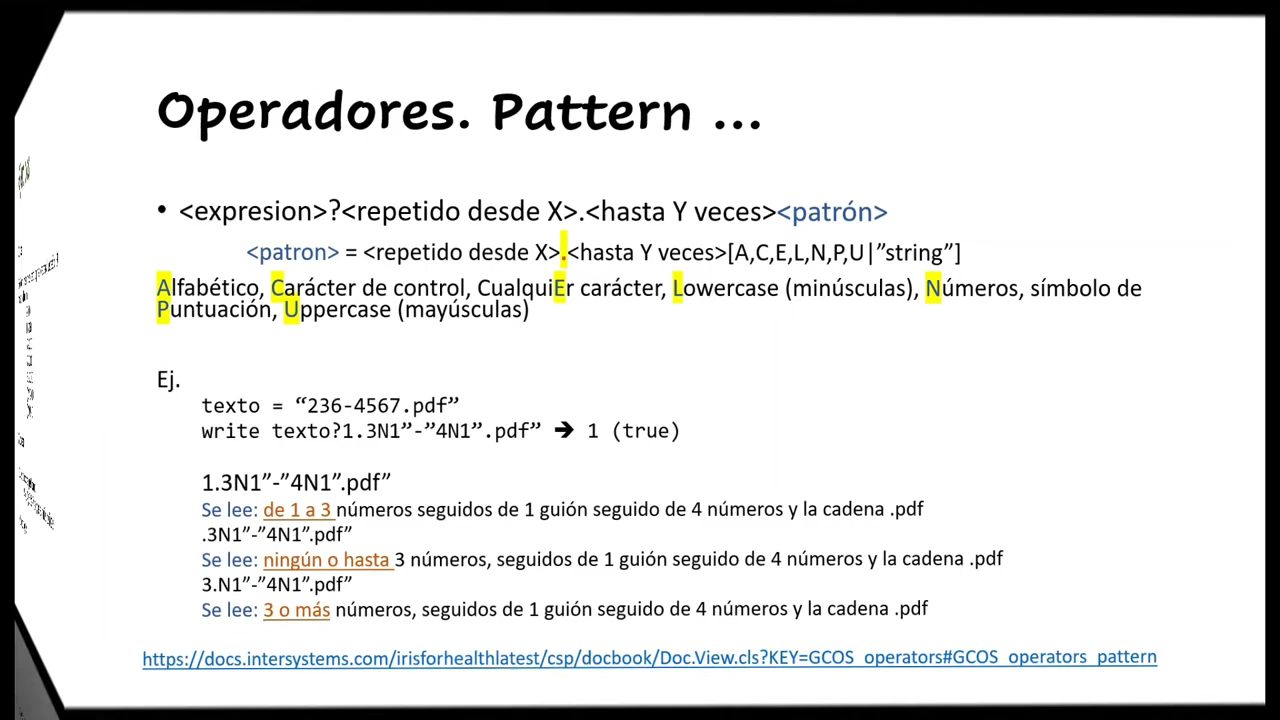 Operadores. Pattern ...
• <expresion>?<repetido desde X>.<hasta Y veces><patrón>
<patron> = <repetido desde X>.<hasta Y veces>[A,C,E,L,N,P,U|”string”]
Alfabético, Carácter de control, CualquiEr carácter, Lowercase (minúsculas), Números, símbolo de
Puntuación, Uppercase (mayúsculas)
Ej.
texto = “236-4567.pdf”
write texto?1.3N1”-”4N1”.pdf” ➔ 1 (true)
1.3N1”-”4N1”.pdf”
Se lee: de 1 a 3 números seguidos de 1 guión seguido de 4 números y la cadena .pdf
.3N1”-”4N1”.pdf”
Se lee: ningún o hasta 3 números, seguidos de 1 guión seguido de 4 números y la cadena .pdf
3.N1”-”4N1”.pdf”
Se lee: 3 o más números, seguidos de 1 guión seguido de 4 números y la cadena .pdf
https://docs.intersystems.com/irisforhealthlatest/csp/docbook/Doc.View.cls?KEY=GCOS_operators#GCOS_operators_pattern